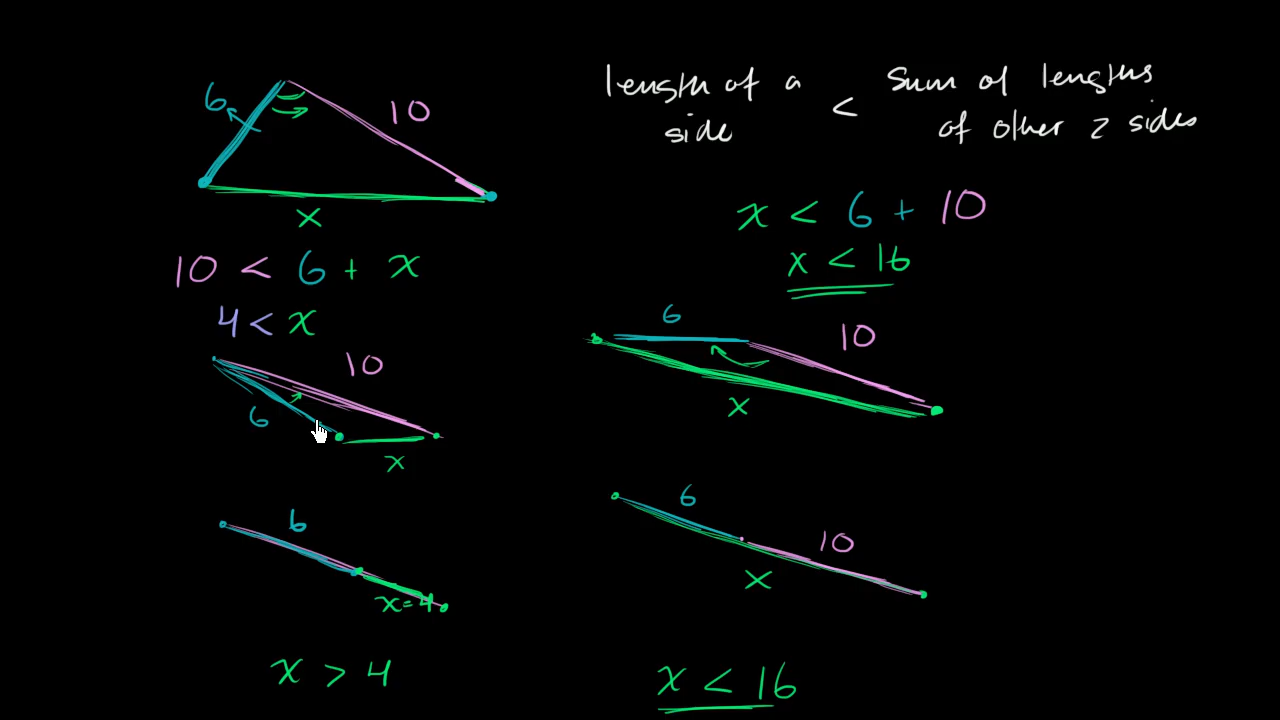 6
10
x
10 < 6 + x
4 < x
10
6
x
6
x=4
x > 4
length of a side < Sum of lengths of other 2 sides
x < 6 + 10
x < 16
6
10
x
6
10
x
x < 16